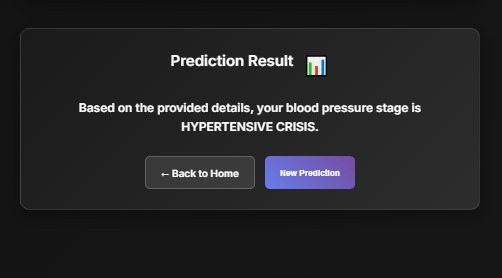 Prediction Result 📊
Based on the provided details, your blood pressure stage is
HYPERTENSIVE CRISIS.
← Back to Home
New Prediction